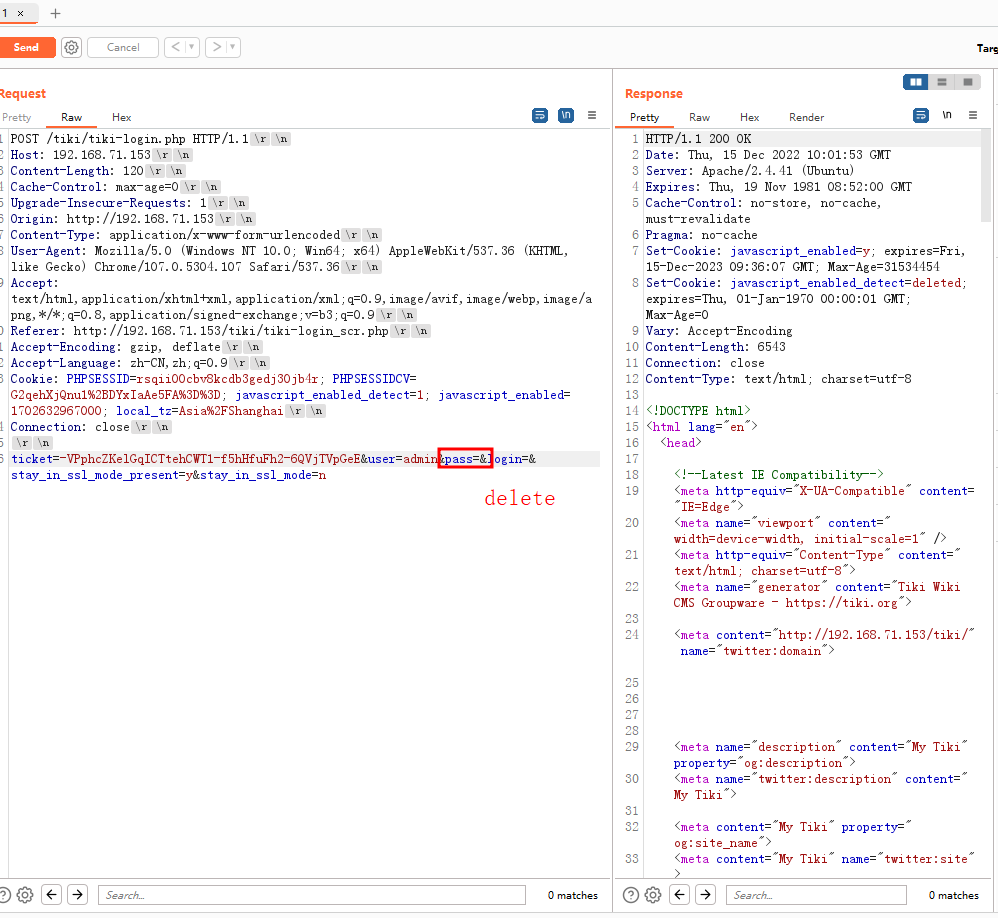 1 × +
Send Cancel < ▼ > ▼
Request
Pretty Raw Hex \n ≡
POST /tiki/tiki-login.php HTTP/1.1 \r \n
2 Host: 192.168.71.153 \r \n
3 Content-Length: 120 \r \n
4 Cache-Control: max-age=0 \r \n
5 Upgrade-Insecure-Requests: 1 \r \n
6 Origin: http://192.168.71.153 \r \n
7 Content-Type: application/x-www-form-urlencoded \r \n
8 User-Agent: Mozilla/5.0 (Windows NT 10.0; Win64; x64) AppleWebKit/537.36 (KHTML,
like Gecko) Chrome/107.0.5304.107 Safari/537.36 \r \n
9 Accept:
text/html,application/xhtml+xml,application/xml;q=0.9,image/avif,image/webp,image/a
png,*/*;q=0.8,application/signed-exchange;v=b3;q=0.9 \r \n
0 Referer: http://192.168.71.153/tiki/tiki-login_scr.php \r \n
1 Accept-Encoding: gzip, deflate \r \n
2 Accept-Language: zh-CN,zh;q=0.9 \r \n
3 Cookie: PHPSESSID=rsqii00cbv8kcdb3gedj30jb4r; PHPSESSIDCV=
G2qehXjQnu1%2BDYxIaAe5FA%3D%3D; javascript_enabled_detect=1; javascript_enabled=
1702632967000; local_tz=Asia%2FShanghai \r \n
4 Connection: close \r \n
5 \r \n
6 ticket=-VPphcZKelGqICTtehCWT1-f5hHfuFh2-6QVjTVpGeE&user=admin&pass=&login=&
stay_in_ssl_mode_present=y&stay_in_ssl_mode=n
delete
Search... 0 matches
Targ
Response
Pretty Raw Hex Render \n ≡
1 HTTP/1.1 200 OK
2 Date: Thu, 15 Dec 2022 10:01:53 GMT
3 Server: Apache/2.4.41 (Ubuntu)
4 Expires: Thu, 19 Nov 1981 08:52:00 GMT
5 Cache-Control: no-store, no-cache,
must-revalidate
6 Pragma: no-cache
7 Set-Cookie: javascript_enabled=y; expires=Fri,
15-Dec-2023 09:36:07 GMT; Max-Age=31534454
8 Set-Cookie: javascript_enabled_detect=deleted;
expires=Thu, 01-Jan-1970 00:00:01 GMT;
Max-Age=0
9 Vary: Accept-Encoding
10 Content-Length: 6543
11 Connection: close
12 Content-Type: text/html; charset=utf-8
13
14 <!DOCTYPE html>
15 <html lang="en">
16 <head>
17
18 <!--Latest IE Compatibility-->
19 <meta http-equiv="X-UA-Compatible" content=
"IE=Edge">
20 <meta name="viewport" content="
width=device-width, initial-scale=1" />
21 <meta http-equiv="Content-Type" content="
text/html; charset=utf-8">
22 <meta name="generator" content="Tiki Wiki
CMS Groupware - https://tiki.org">
23
24 <meta content="http://192.168.71.153/tiki/"
name="twitter:domain">
25
26
27
28
29 <meta name="description" content="My Tiki"
property="og:description">
30 <meta name="twitter:description" content="
My Tiki">
31
32 <meta content="My Tiki" property="
og:site_name">
33 <meta content="My Tiki" name="twitter:site"
>
Search... 0 matches